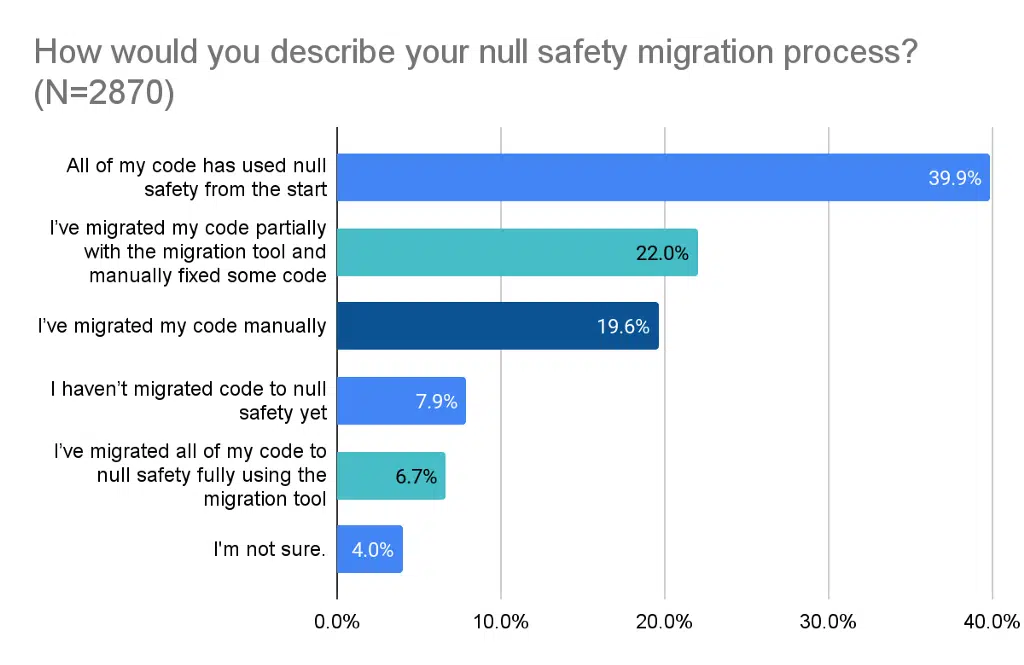 How would you describe your null safety migration process?
(N=2870)
All of my code has used null
safety from the start
39.9%
I’ve migrated my code partially
with the migration tool and
manually fixed some code
22.0%
I’ve migrated my code manually
19.6%
I haven’t migrated code to null
safety yet
7.9%
I’ve migrated all of my code to
null safety fully using the
migration tool
6.7%
I'm not sure.
4.0%
0.0%
10.0%
20.0%
30.0%
40.0%